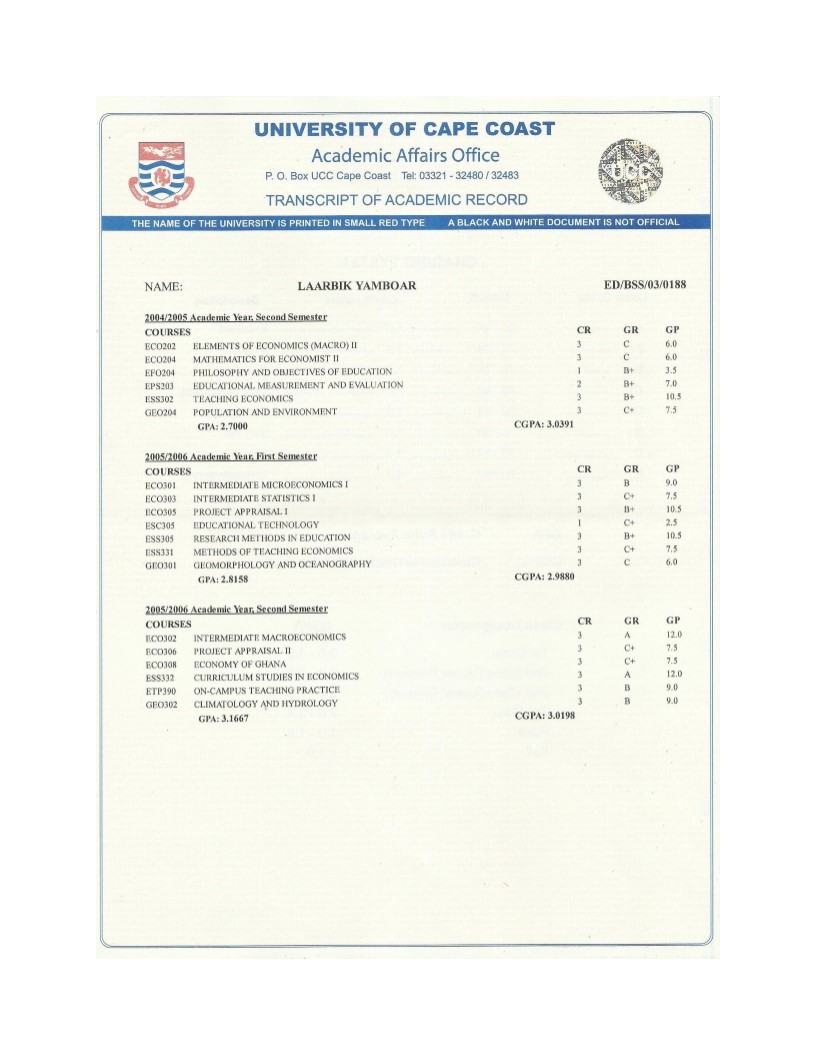 UNIVERSITY OF CAPE COAST
Academic Affairs Office
P. O. Box UCC Cape Coast Tel: 03321 - 32480 / 32483
UCC
TRANSCRIPT OF ACADEMIC RECORD
THE NAME OF THE UNIVERSITY IS PRINTED IN SMALL RED TYPE A BLACK AND WHITE DOCUMENT IS NOT OFFICIAL
NAME: LAARBIK YAMBOAR ED/BSS/03/0188
2004/2005 Academic Year, Second Semester
COURSES CR GR GP
ECO202 ELEMENTS OF ECONOMICS (MACRO) II 3 C 6.0
ECO204 MATHEMATICS FOR ECONOMIST II 3 C 6.0
EFO204 PHILOSOPHY AND OBJECTIVES OF EDUCATION 1 B+ 3.5
EPS203 EDUCATIONAL MEASUREMENT AND EVALUATION 2 B+ 7.0
ESS302 TEACHING ECONOMICS 3 B+ 10.5
GEO204 POPULATION AND ENVIRONMENT 3 C+ 7.5
GPA: 2.7000 CGPA: 3.0391
2005/2006 Academic Year, First Semester
COURSES CR GR GP
ECO301 INTERMEDIATE MICROECONOMICS I 3 B 9.0
ECO303 INTERMEDIATE STATISTICS I 3 C+ 7.5
ECO305 PROJECT APPRAISAL I 3 B+ 10.5
ESC305 EDUCATIONAL TECHNOLOGY 1 C+ 2.5
ESS305 RESEARCH METHODS IN EDUCATION 3 B+ 10.5
ESS331 METHODS OF TEACHING ECONOMICS 3 C+ 7.5
GEO301 GEOMORPHOLOGY AND OCEANOGRAPHY 3 C 6.0
GPA: 2.8158 CGPA: 2.9880
2005/2006 Academic Year, Second Semester
COURSES CR GR GP
ECO302 INTERMEDIATE MACROECONOMICS 3 A 12.0
ECO306 PROJECT APPRAISAL II 3 C+ 7.5
ECO308 ECONOMY OF GHANA 3 C+ 7.5
ESS332 CURRICULUM STUDIES IN ECONOMICS 3 A 12.0
ETP390 ON-CAMPUS TEACHING PRACTICE 3 B 9.0
GEO302 CLIMATOLOGY AND HYDROLOGY 3 B 9.0
GPA: 3.1667 CGPA: 3.0198